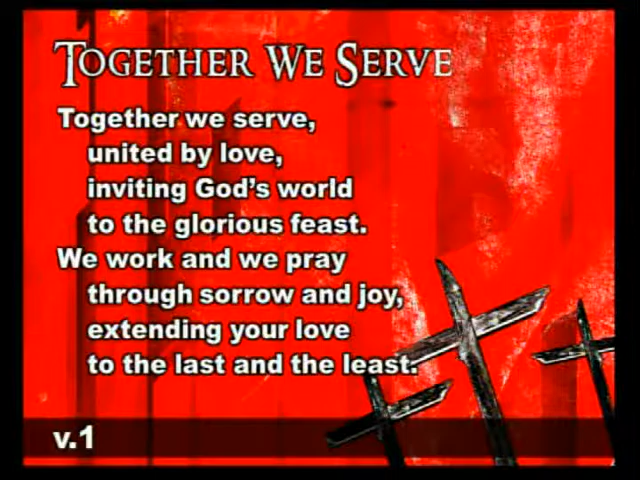 TOGETHER WE SERVE
Together we serve,
united by love,
inviting God's world
to the glorious feast.
We work and we pray
through sorrow and joy,
extending your love
to the last and the least.
v.1